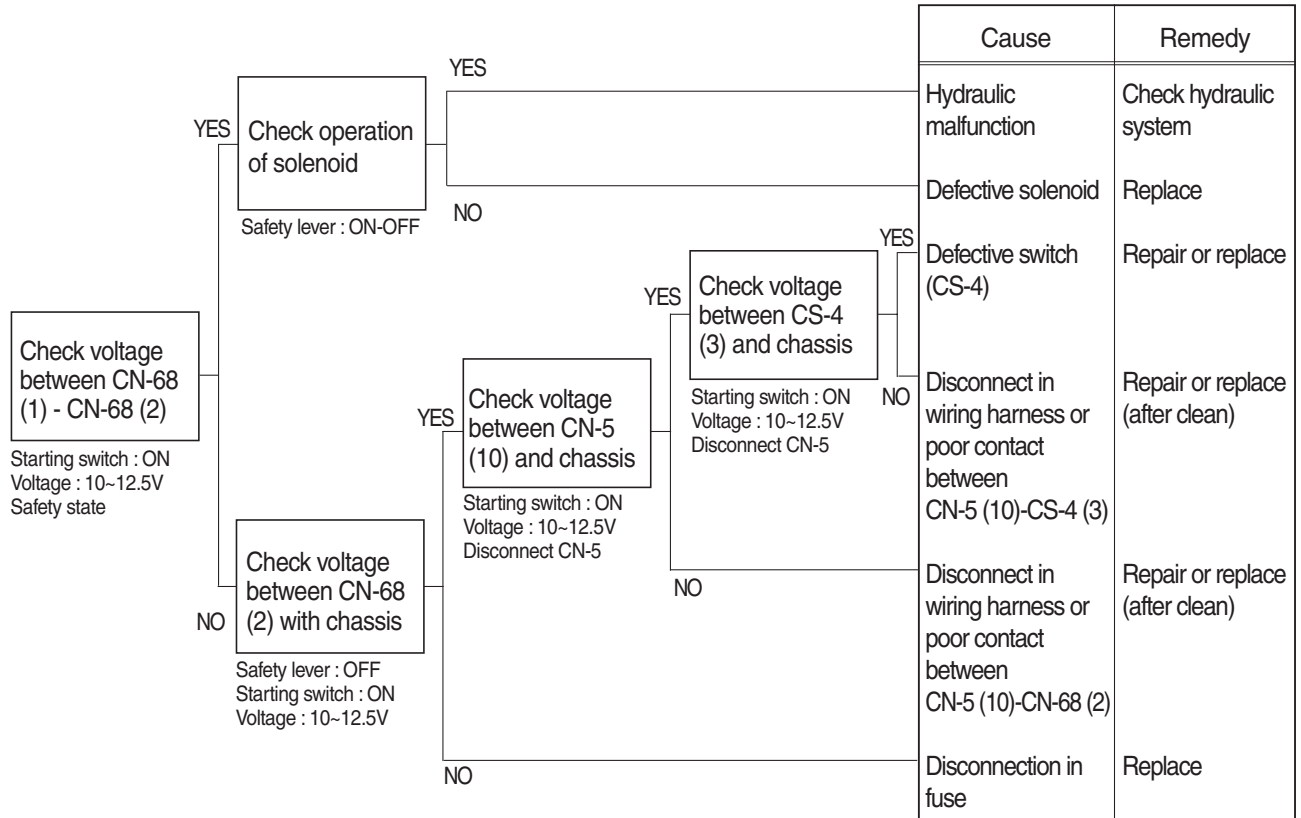 Cause
Remedy
YES
Hydraulic
malfunction
Check hydraulic
system
YES
Check operation
of solenoid
Defective solenoid
Replace
NO
Safety lever : ON-OFF
YES
Defective switch
(CS-4)
Repair or replace
YES
Check voltage
between CS-4
(3) and chassis
Check voltage
between CN-68
(1) - CN-68 (2)
Starting switch : ON
Voltage : 10~12.5V
Safety state
YES
Check voltage
between CN-5
(10) and chassis
Starting switch : ON
Voltage : 10~12.5V
Disconnect CN-5
NO
Disconnect in
wiring harness or
poor contact
between
CN-5 (10)-CS-4 (3)
Repair or replace
(after clean)
Starting switch : ON
Voltage : 10~12.5V
Disconnect CN-5
NO
Check voltage
between CN-68
(2) with chassis
Safety lever : OFF
Starting switch : ON
Voltage : 10~12.5V
NO
Disconnect in
wiring harness or
poor contact
between
CN-5 (10)-CN-68 (2)
Repair or replace
(after clean)
NO
Disconnection in
fuse
Replace